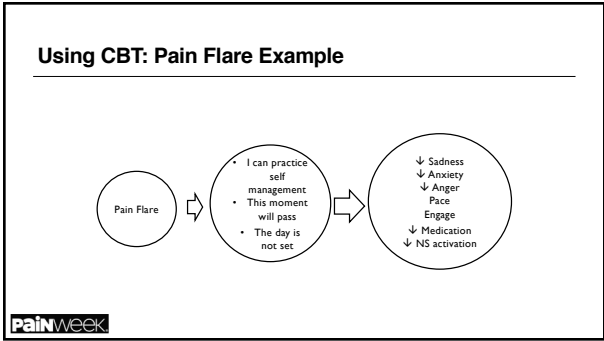 Using CBT: Pain Flare Example
Pain Flare
• I can practice
self
management
• This moment
will pass
• The day is
not set
↓ Sadness
↓ Anxiety
↓ Anger
Pace
Engage
↓ Medication
↓ NS activation
PaiNWeeK.